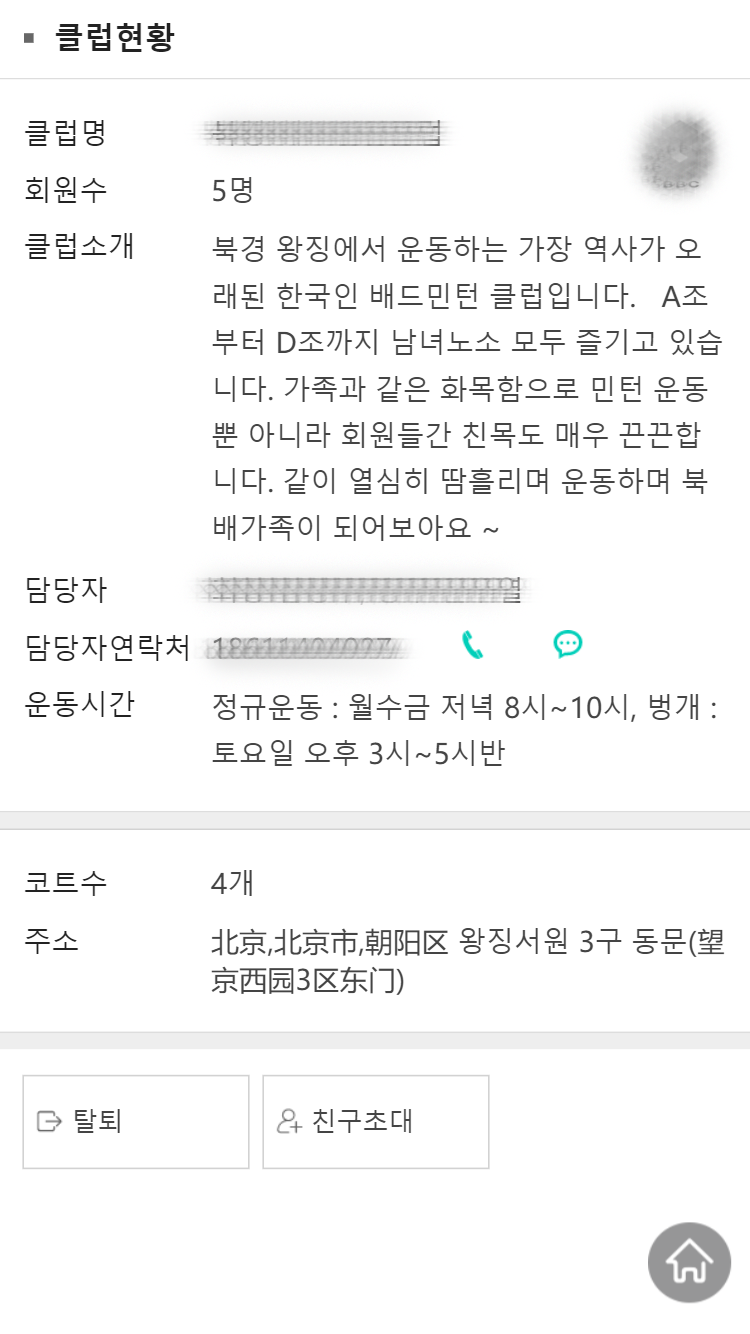 클럽현황
클럽명
회원수 5명
클럽소개 북경 왕징에서 운동하는 가장 역사가 오
래된 한국인 배드민턴 클럽입니다. A조
부터 D조까지 남녀노소 모두 즐기고 있습
니다. 가족과 같은 화목함으로 민턴 운동
뿐 아니라 회원들간 친목도 매우 끈끈합
니다. 같이 열심히 땀흘리며 운동하며 북
배가족이 되어보아요 ~
담당자
담당자연락처
운동시간 정규운동 : 월수금 저녁 8시~10시, 벙개 :
토요일 오후 3시~5시반
코트수 4개
주소 北京,北京市,朝阳区 왕징서원 3구 동문(望
京西园3区东门)
탈퇴 친구초대